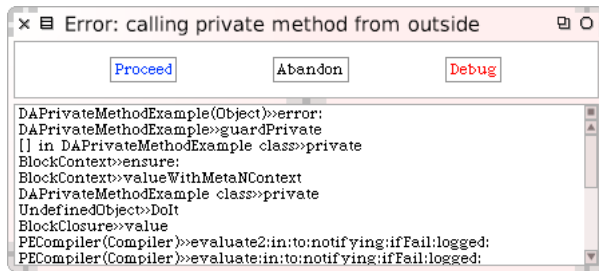 Error: calling private method from outside
Proceed Abandon Debug
DAPrivateMethodExample(Object)»error:
DAPrivateMethodExample»guardPrivate
[] in DAPrivateMethodExample class»private
BlockContext»ensure:
BlockContext»valueWithMetaNContext
DAPrivateMethodExample class»private
UndefinedObject»DoIt
BlockClosure»value
PECompiler(Compiler)»evaluate2:in:to:notifying:ifFail:logged:
PECompiler(Compiler)»evaluate:in:to:notifying:ifFail:logged: